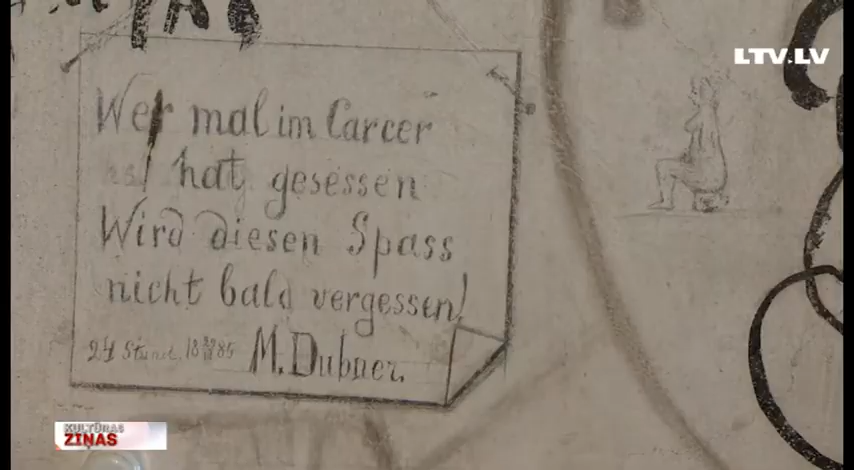 LTV.LV
Wer mal im Carcer
hat gesessen
Wird diesen Spass
nicht bald vergessen!
24 Stund. 18 85 M. Dubner.
KULTŪRAS
ZIŅAS